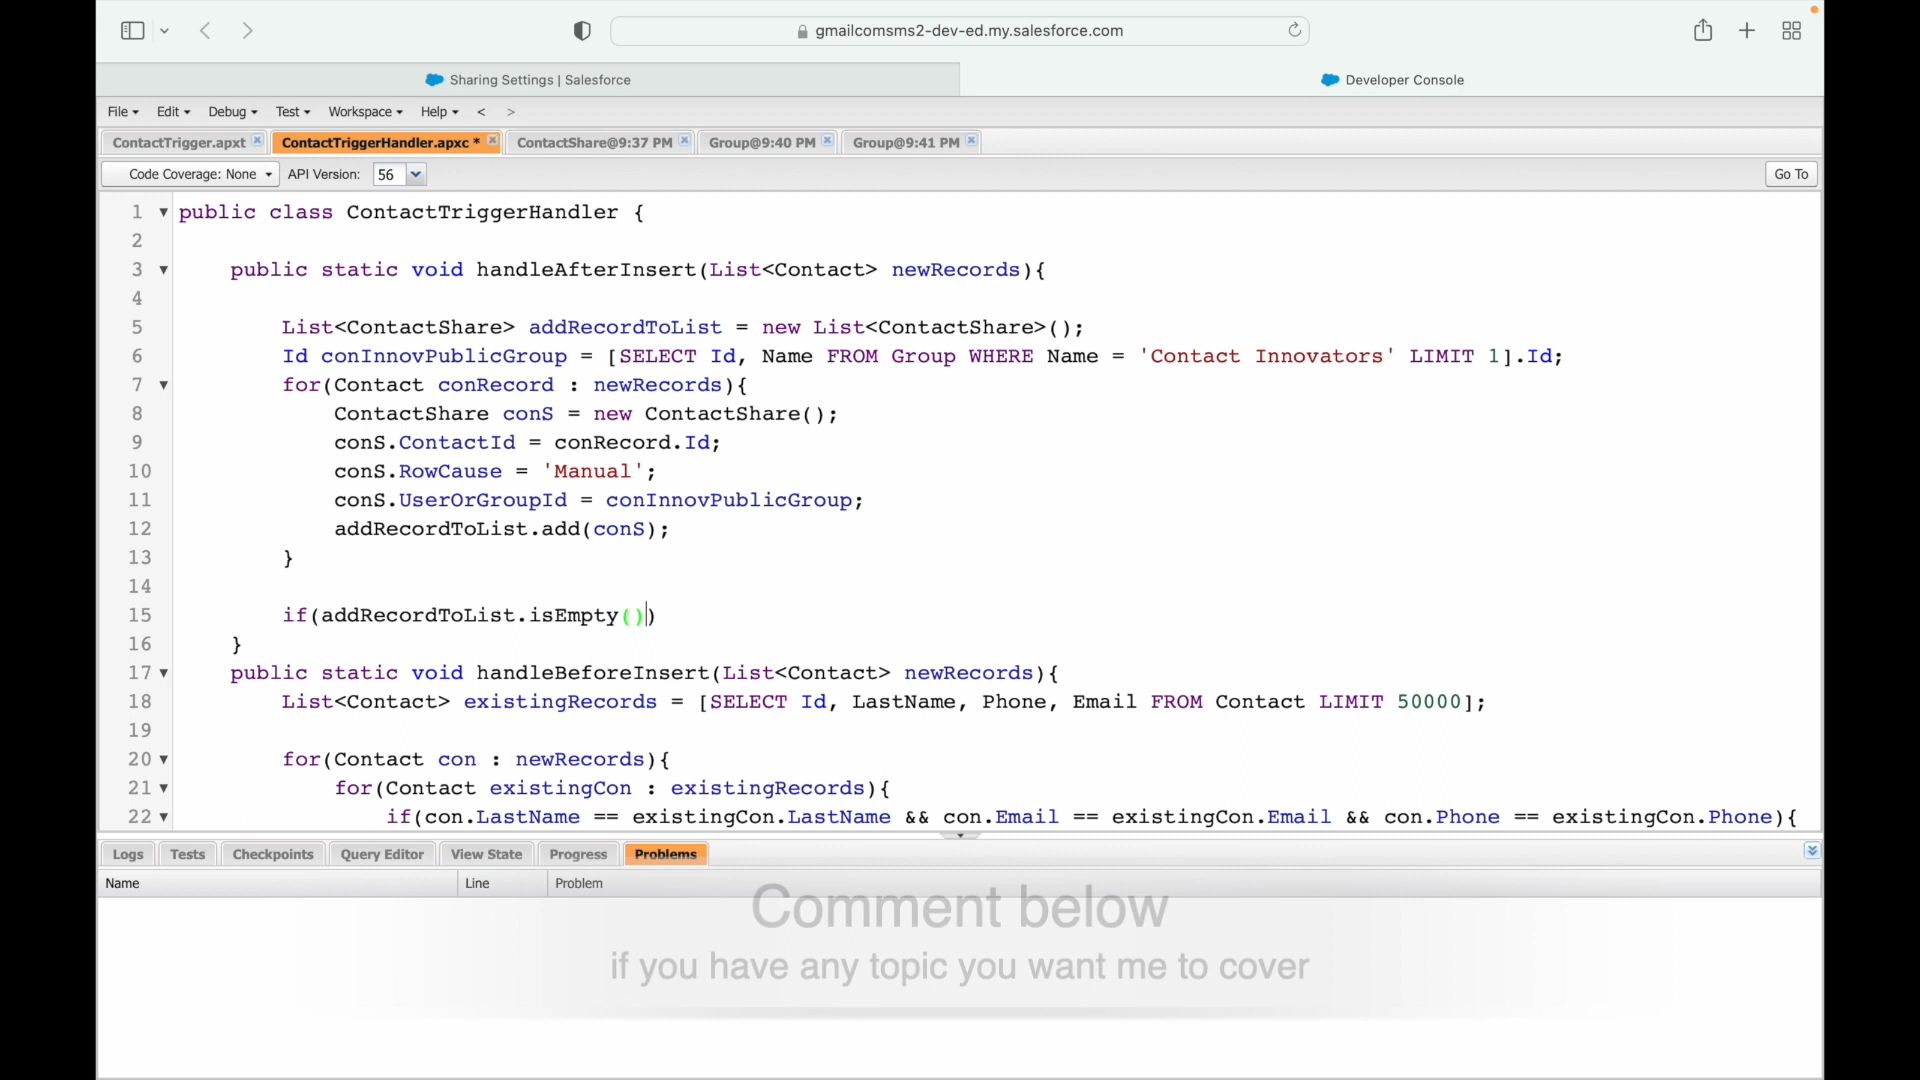 gmailcomsms2-dev-ed.my.salesforce.com
Sharing Settings | Salesforce
Developer Console
File Edit Debug Test Workspace Help < >
ContactTrigger.apxt ContactTriggerHandler.apxc * ContactShare@9:37 PM Group@9:40 PM Group@9:41 PM
Code Coverage: None API Version: 56 Go To
1 public class ContactTriggerHandler {
2
3 public static void handleAfterInsert(List<Contact> newRecords){
4
5 List<ContactShare> addRecordToList = new List<ContactShare>();
6 Id conInnovPublicGroup = [SELECT Id, Name FROM Group WHERE Name = 'Contact Innovators' LIMIT 1].Id;
7 for(Contact conRecord : newRecords){
8 ContactShare conS = new ContactShare();
9 conS.ContactId = conRecord.Id;
10 conS.RowCause = 'Manual';
11 conS.UserOrGroupId = conInnovPublicGroup;
12 addRecordToList.add(conS);
13 }
14
15 if(addRecordToList.isEmpty())
16 }
17 public static void handleBeforeInsert(List<Contact> newRecords){
18 List<Contact> existingRecords = [SELECT Id, LastName, Phone, Email FROM Contact LIMIT 50000];
19
20 for(Contact con : newRecords){
21 for(Contact existingCon : existingRecords){
22 if(con.LastName == existingCon.LastName && con.Email == existingCon.Email && con.Phone == existingCon.Phone){
Logs Tests Checkpoints Query Editor View State Progress Problems
Name Line Problem
Comment below
if you have any topic you want me to cover